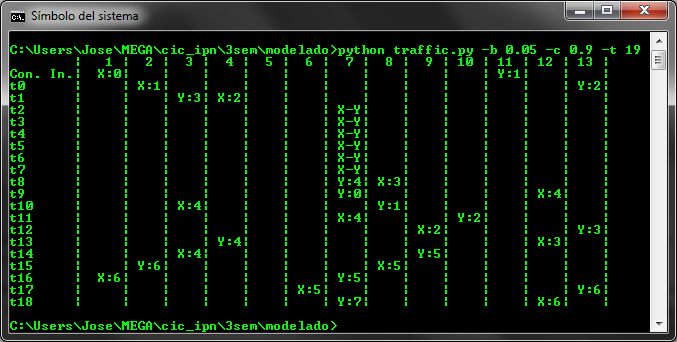 Símbolo del sistema
C:\Users\Jose\MEGA\cic_ipn\3sem\modelado>python traffic.py -b 0.05 -c 0.9 -t 19
¦ 1 ¦ 2 ¦ 3 ¦ 4 ¦ 5 ¦ 6 ¦ 7 ¦ 8 ¦ 9 ¦ 10 ¦ 11 ¦ 12 ¦ 13 ¦
Con. In.¦ X:0¦ ¦ ¦ ¦ ¦ ¦ ¦ ¦ ¦ ¦ Y:1¦ ¦ ¦
t0 ¦ ¦ X:1¦ ¦ ¦ ¦ ¦ ¦ ¦ ¦ ¦ ¦ ¦ Y:2¦
t1 ¦ ¦ ¦ Y:3¦ X:2¦ ¦ ¦ ¦ ¦ ¦ ¦ ¦ ¦ ¦
t2 ¦ ¦ ¦ ¦ ¦ ¦ ¦ X-Y¦ ¦ ¦ ¦ ¦ ¦ ¦
t3 ¦ ¦ ¦ ¦ ¦ ¦ ¦ X-Y¦ ¦ ¦ ¦ ¦ ¦ ¦
t4 ¦ ¦ ¦ ¦ ¦ ¦ ¦ X-Y¦ ¦ ¦ ¦ ¦ ¦ ¦
t5 ¦ ¦ ¦ ¦ ¦ ¦ ¦ X-Y¦ ¦ ¦ ¦ ¦ ¦ ¦
t6 ¦ ¦ ¦ ¦ ¦ ¦ ¦ X-Y¦ ¦ ¦ ¦ ¦ ¦ ¦
t7 ¦ ¦ ¦ ¦ ¦ ¦ ¦ X-Y¦ ¦ ¦ ¦ ¦ ¦ ¦
t8 ¦ ¦ ¦ ¦ ¦ ¦ ¦ Y:4¦ X:3¦ ¦ ¦ ¦ ¦ ¦
t9 ¦ ¦ ¦ ¦ ¦ ¦ ¦ Y:0¦ ¦ ¦ ¦ ¦ X:4¦ ¦
t10 ¦ ¦ ¦ X:4¦ ¦ ¦ ¦ ¦ Y:1¦ ¦ ¦ ¦ ¦ ¦
t11 ¦ ¦ ¦ ¦ ¦ ¦ ¦ X:4¦ ¦ ¦ Y:2¦ ¦ ¦ ¦
t12 ¦ ¦ ¦ ¦ ¦ ¦ ¦ ¦ ¦ X:2¦ ¦ ¦ ¦ Y:3¦
t13 ¦ ¦ ¦ ¦ Y:4¦ ¦ ¦ ¦ ¦ ¦ ¦ ¦ X:3¦ ¦
t14 ¦ ¦ ¦ X:4¦ ¦ ¦ ¦ ¦ ¦ Y:5¦ ¦ ¦ ¦ ¦
t15 ¦ ¦ Y:6¦ ¦ ¦ ¦ ¦ ¦ X:5¦ ¦ ¦ ¦ ¦ ¦
t16 ¦ X:6¦ ¦ ¦ ¦ ¦ ¦ Y:5¦ ¦ ¦ ¦ ¦ ¦ ¦
t17 ¦ ¦ ¦ ¦ ¦ ¦ X:5¦ ¦ ¦ ¦ ¦ ¦ ¦ Y:6¦
t18 ¦ ¦ ¦ ¦ ¦ ¦ ¦ Y:7¦ ¦ ¦ ¦ ¦ X:6¦ ¦
C:\Users\Jose\MEGA\cic_ipn\3sem\modelado>